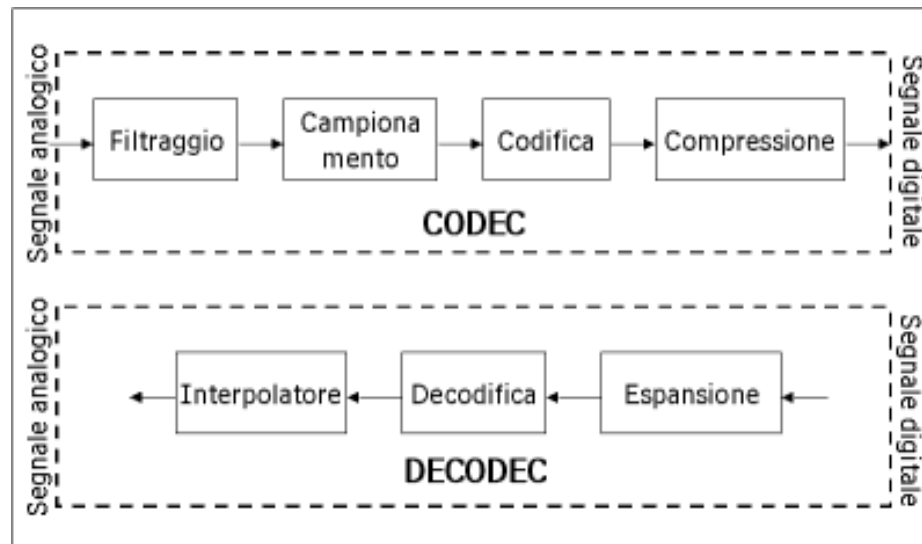 Segnale analogico
Filtraggio
Campiona
mento
Codifica
Compressione
Segnale digitale
CODEC
Segnale analogico
Interpolatore
Decodifica
Espansione
Segnale digitale
DECODEC